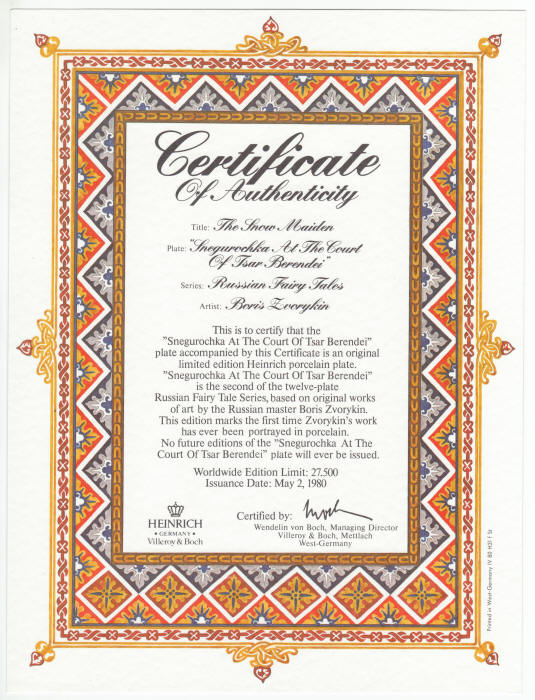 Certificate
Of Authenticity
Title: The Snow Maiden
Plate: "Snegurochka At The Court
Of Tsar Berendei"
Series: Russian Fairy Tales
Artist: Boris Zvorykin
This is to certify that the
"Snegurochka At The Court Of Tsar Berendei"
plate accompanied by this Certificate is an original
limited edition Heinrich porcelain plate.
"Snegurochka At The Court Of Tsar Berendei"
is the second of the twelve-plate
Russian Fairy Tale Series, based on original works
of art by the Russian master Boris Zvorykin.
This edition marks the first time Zvorykin's work
has ever been portrayed in porcelain.
No future editions of the "Snegurochka At The
Court Of Tsar Berendei" plate will ever be issued.
Worldwide Edition Limit: 27,500
Issuance Date: May 2, 1980
HEINRICH
• GERMANY •
Villeroy & Boch
Certified by:
Wendelin von Boch, Managing Director
Villeroy & Boch, Mettlach
West-Germany
Printed in West-Germany IV 80 H31 f St